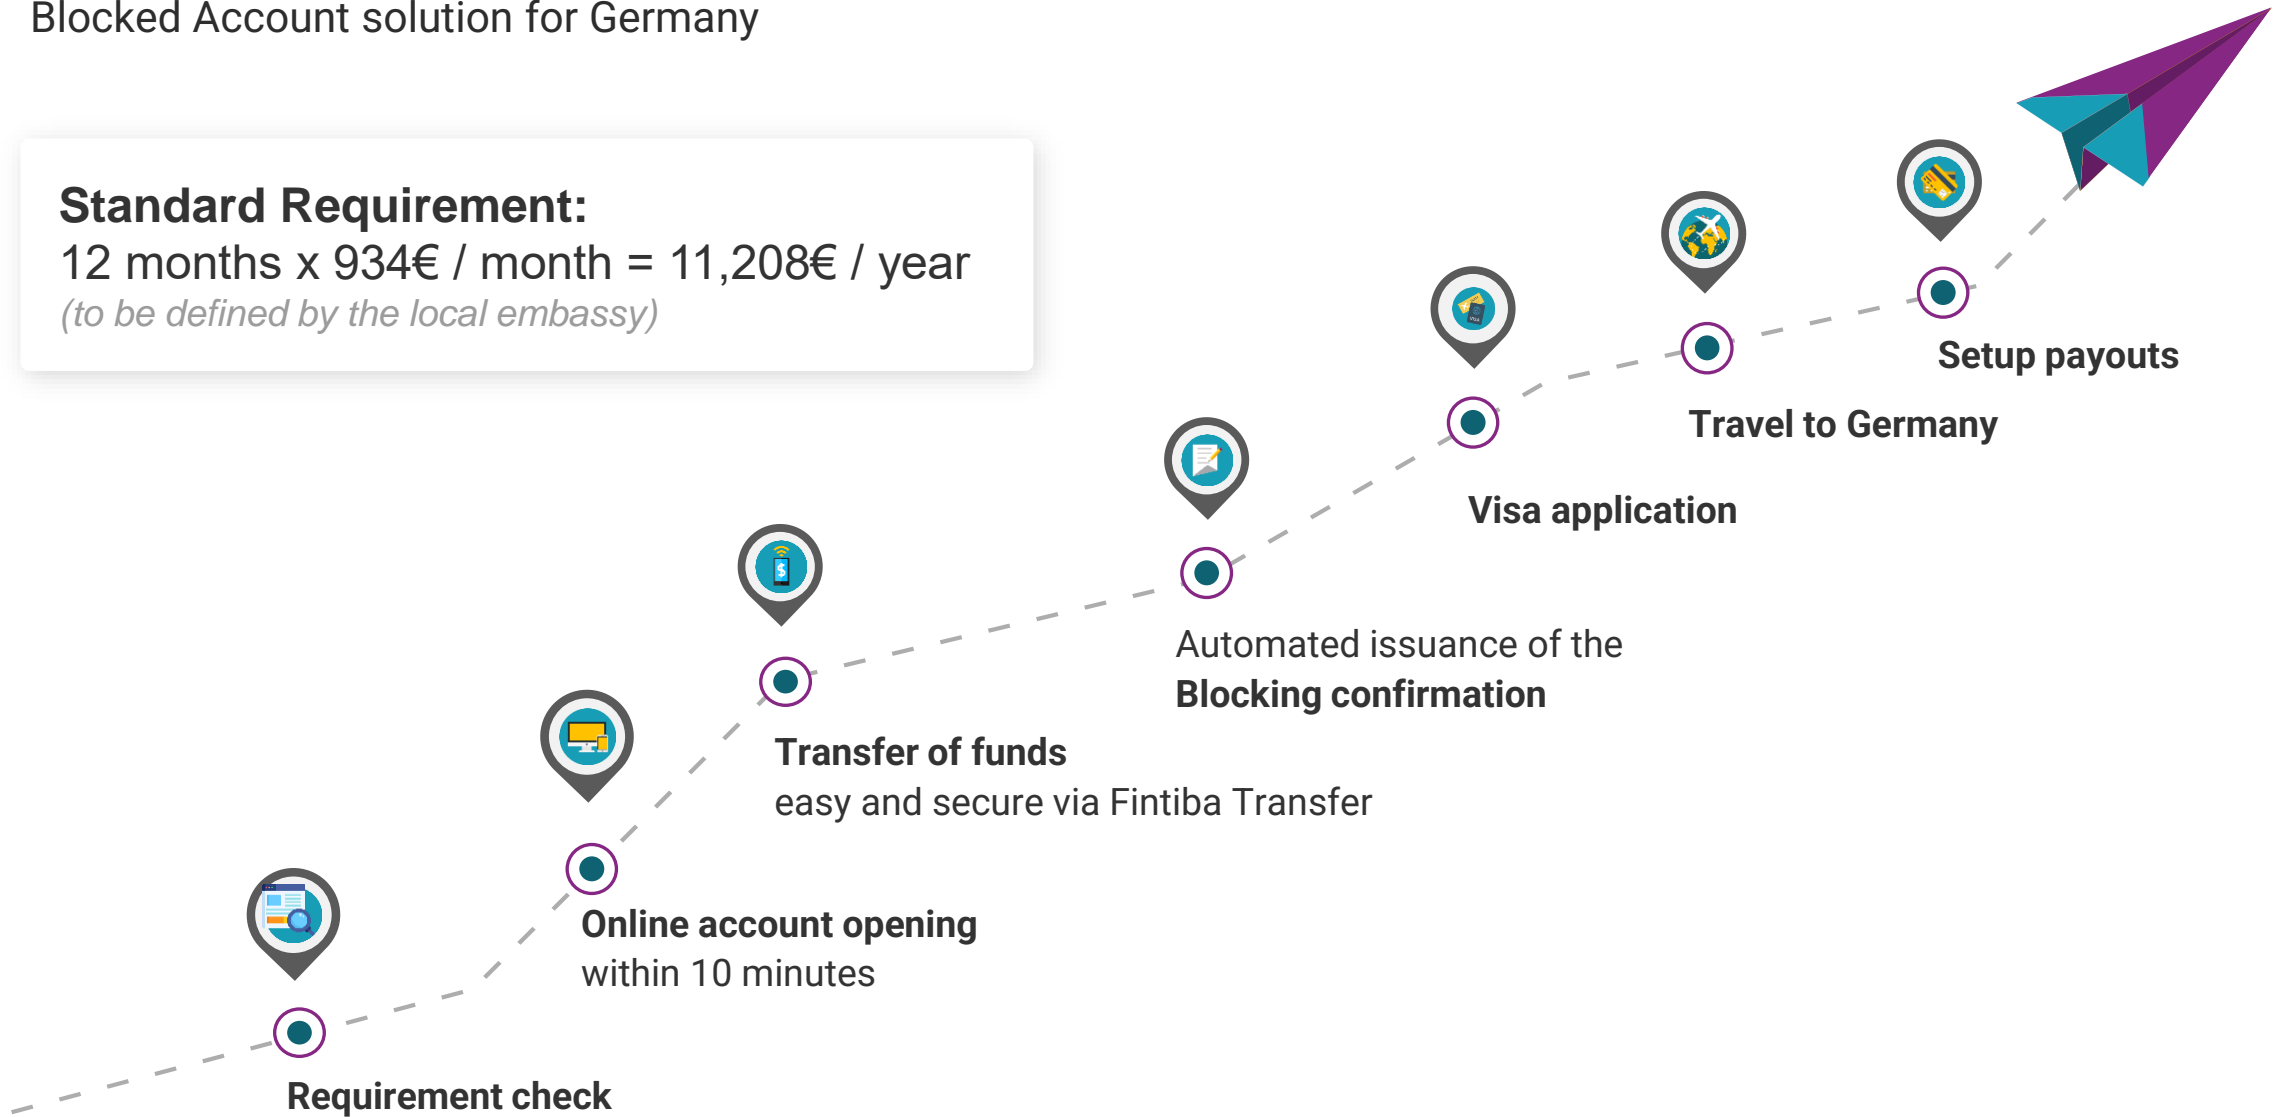 Blocked Account solution for Germany
Standard Requirement:
12 months x 934€ / month = 11,208€ / year
(to be defined by the local embassy)
Setup payouts
Travel to Germany
Visa application
Automated issuance of the
Blocking confirmation
Transfer of funds
easy and secure via Fintiba Transfer
Online account opening
within 10 minutes
Requirement check